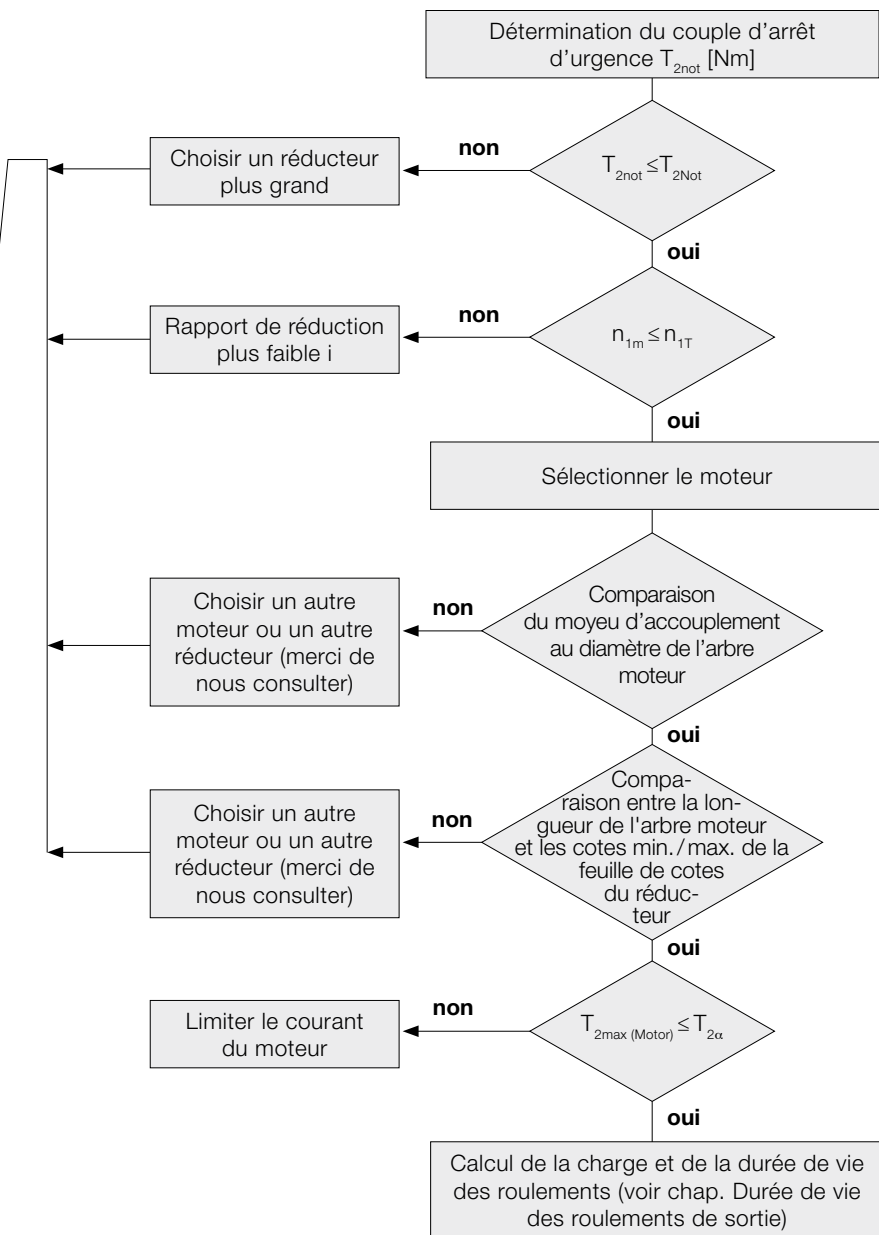 Détermination du couple d'arrêt
d'urgence T2not [Nm]
non
Choisir un réducteur
plus grand
T2not ≤ T2Not
oui
non
Rapport de réduction
plus faible i
n1m ≤ n1T
oui
Sélectionner le moteur
Choisir un autre
moteur ou un autre
réducteur (merci de
nous consulter)
non
Comparaison
du moyeu d'accouplement
au diamètre de l'arbre
moteur
oui
Choisir un autre
moteur ou un autre
réducteur (merci de
nous consulter)
non
Compa-
raison entre la lon-
gueur de l'arbre moteur
et les cotes min./max. de la
feuille de cotes
du réduc-
teur
oui
Limiter le courant
du moteur
non
T2max (Motor) ≤ T2α
oui
Calcul de la charge et de la durée de vie
des roulements (voir chap. Durée de vie
des roulements de sortie)